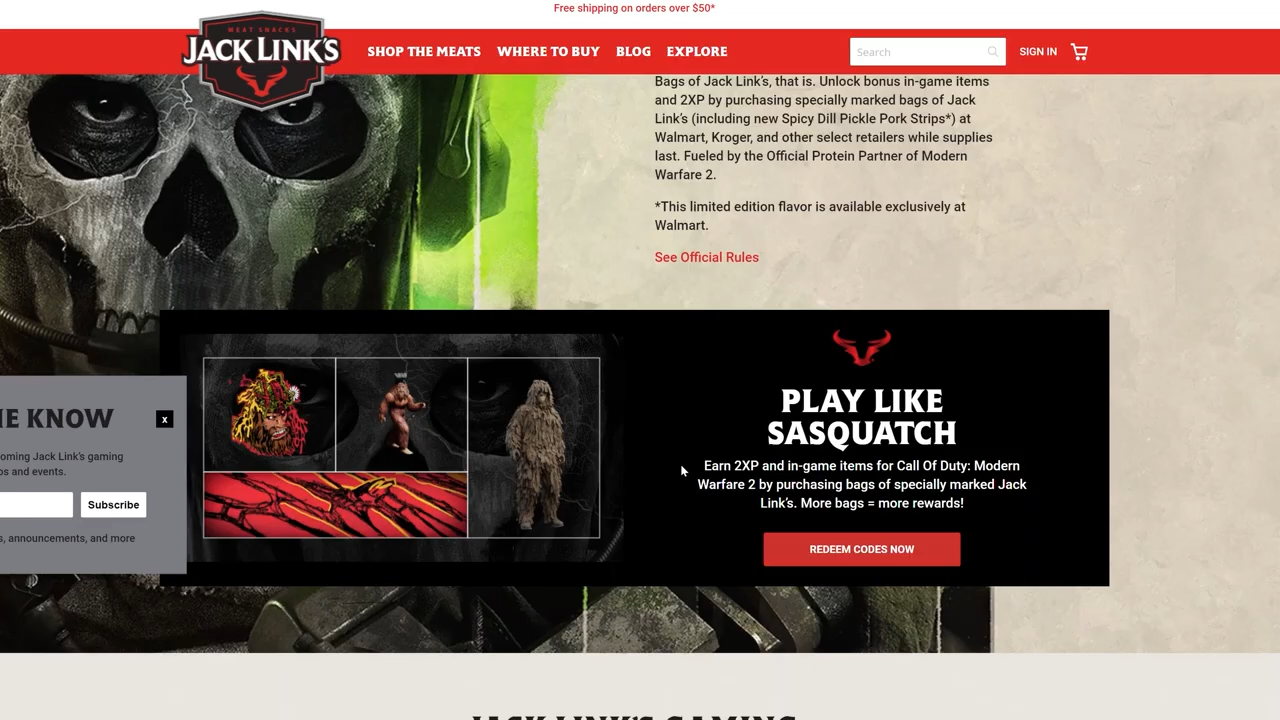 Free shipping on orders over $50*
MEAT SNACKS
JACK LINK'S
SHOP THE MEATS
WHERE TO BUY
BLOG
EXPLORE
Search
SIGN IN
Bags of Jack Link's, that is. Unlock bonus in-game items
and 2XP by purchasing specially marked bags of Jack
Link's (including new Spicy Dill Pickle Pork Strips*) at
Walmart, Kroger, and other select retailers while supplies
last. Fueled by the Official Protein Partner of Modern
Warfare 2.
*This limited edition flavor is available exclusively at
Walmart.
See Official Rules
E KNOW
x
oming Jack Link's gaming
os and events.
Subscribe
s, announcements, and more
PLAY LIKE
SASQUATCH
Earn 2XP and in-game items for Call Of Duty: Modern
Warfare 2 by purchasing bags of specially marked Jack
Link's. More bags = more rewards!
REDEEM CODES NOW
JACK LINK'S GAMING